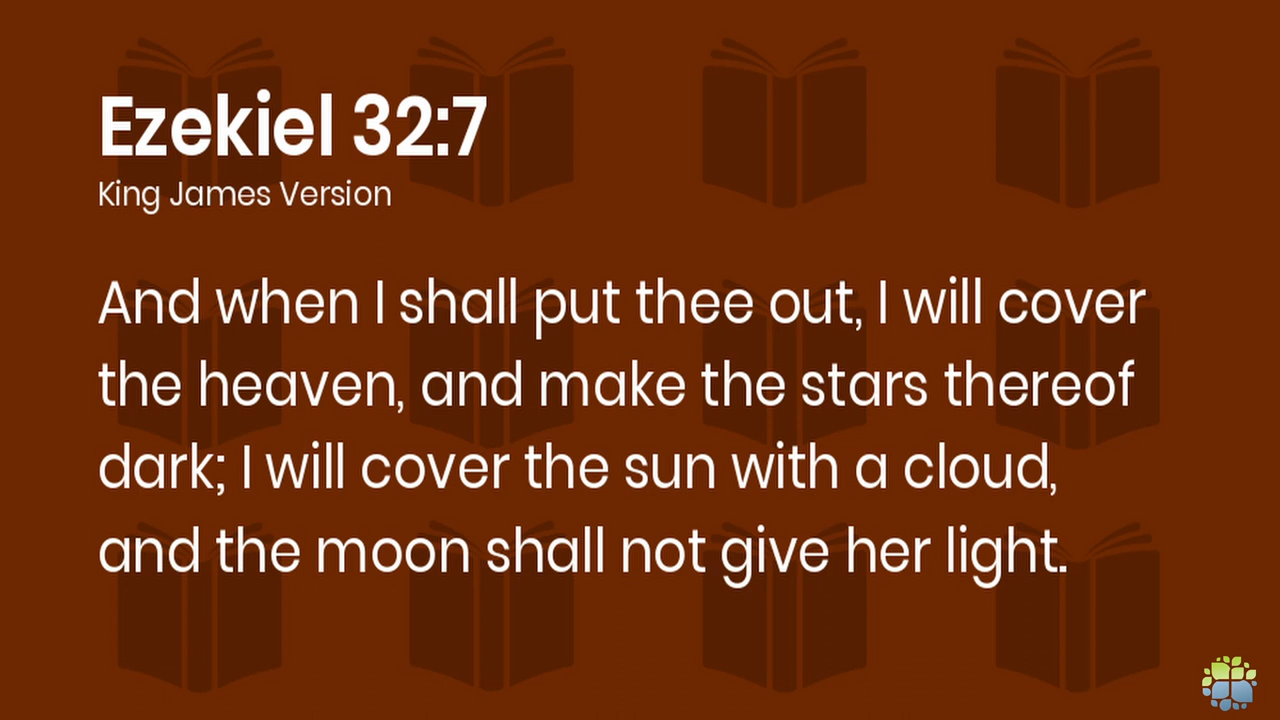 Ezekiel 32:7
King James Version
And when I shall put thee out, I will cover
the heaven, and make the stars thereof
dark; I will cover the sun with a cloud,
and the moon shall not give her light.